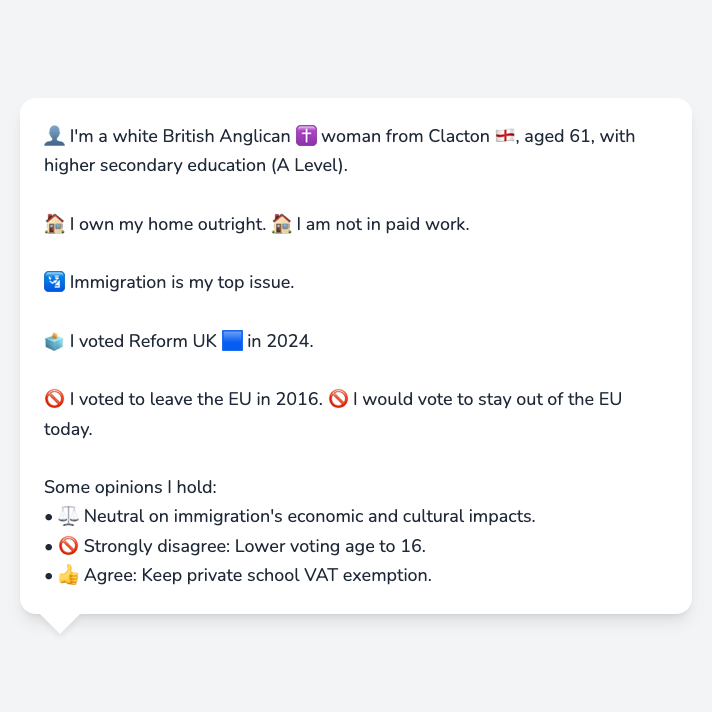 👤 I'm a white British Anglican ✝️ woman from Clacton 🏴󠁧󠁢󠁥󠁮󠁧󠁿, aged 61, with
higher secondary education (A Level).
🏠 I own my home outright. 🏠 I am not in paid work.
🛂 Immigration is my top issue.
🗳️ I voted Reform UK 🟦 in 2024.
🚫 I voted to leave the EU in 2016. 🚫 I would vote to stay out of the EU
today.
Some opinions I hold:
• ⚖️ Neutral on immigration's economic and cultural impacts.
• 🚫 Strongly disagree: Lower voting age to 16.
• 👍 Agree: Keep private school VAT exemption.